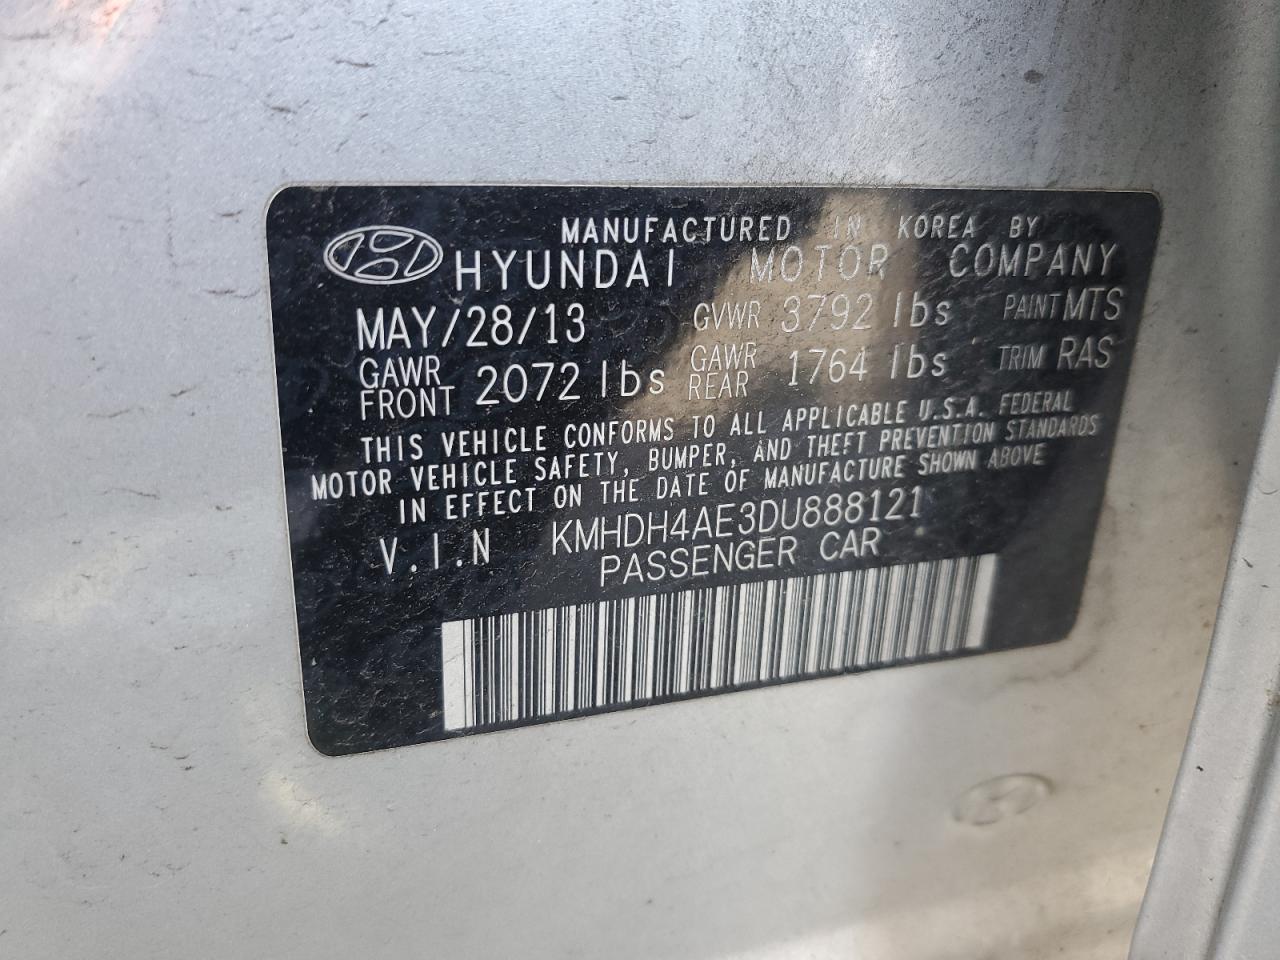 MANUFACTURED IN KOREA BY
HYUNDAI MOTOR COMPANY
MAY/28/13 GVWR 3792 lbs PAINT MTS
GAWR FRONT 2072 lbs GAWR REAR 1764 lbs TRIM RAS
THIS VEHICLE CONFORMS TO ALL APPLICABLE U.S.A. FEDERAL
MOTOR VEHICLE SAFETY, BUMPER, AND THEFT PREVENTION STANDARDS
IN EFFECT ON THE DATE OF MANUFACTURE SHOWN ABOVE
V.I.N KMHDH4AE3DU888121
PASSENGER CAR